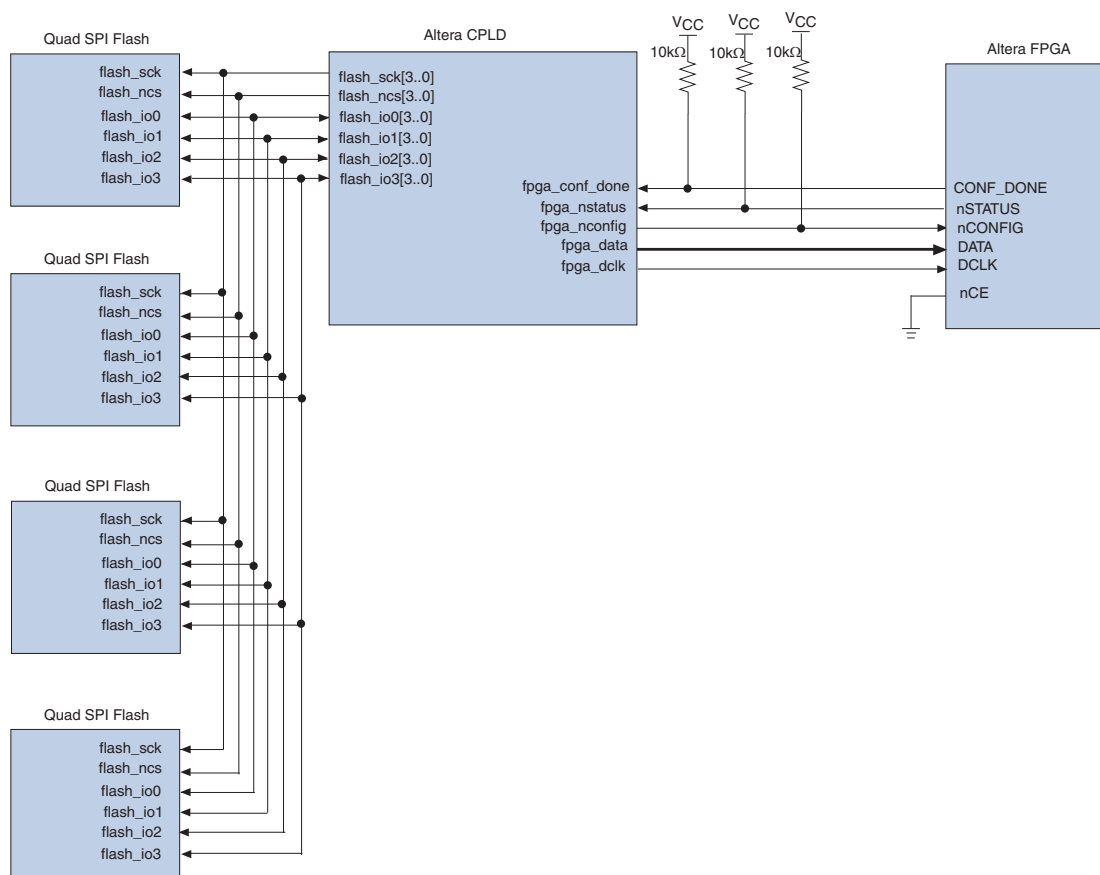 Quad SPI Flash
flash_sck
flash_ncs
flash_io0
flash_io1
flash_io2
flash_io3
Altera CPLD
flash_sck[3..0]
flash_ncs[3..0]
flash_io0[3..0]
flash_io1[3..0]
flash_io2[3..0]
flash_io3[3..0]
fpga_conf_done
fpga_nstatus
fpga_nconfig
fpga_data
fpga_dclk
VCC
10kΩ
VCC
10kΩ
VCC
10kΩ
Altera FPGA
CONF_DONE
nSTATUS
nCONFIG
DATA
DCLK
nCE
Quad SPI Flash
flash_sck
flash_ncs
flash_io0
flash_io1
flash_io2
flash_io3
Quad SPI Flash
flash_sck
flash_ncs
flash_io0
flash_io1
flash_io2
flash_io3
Quad SPI Flash
flash_sck
flash_ncs
flash_io0
flash_io1
flash_io2
flash_io3